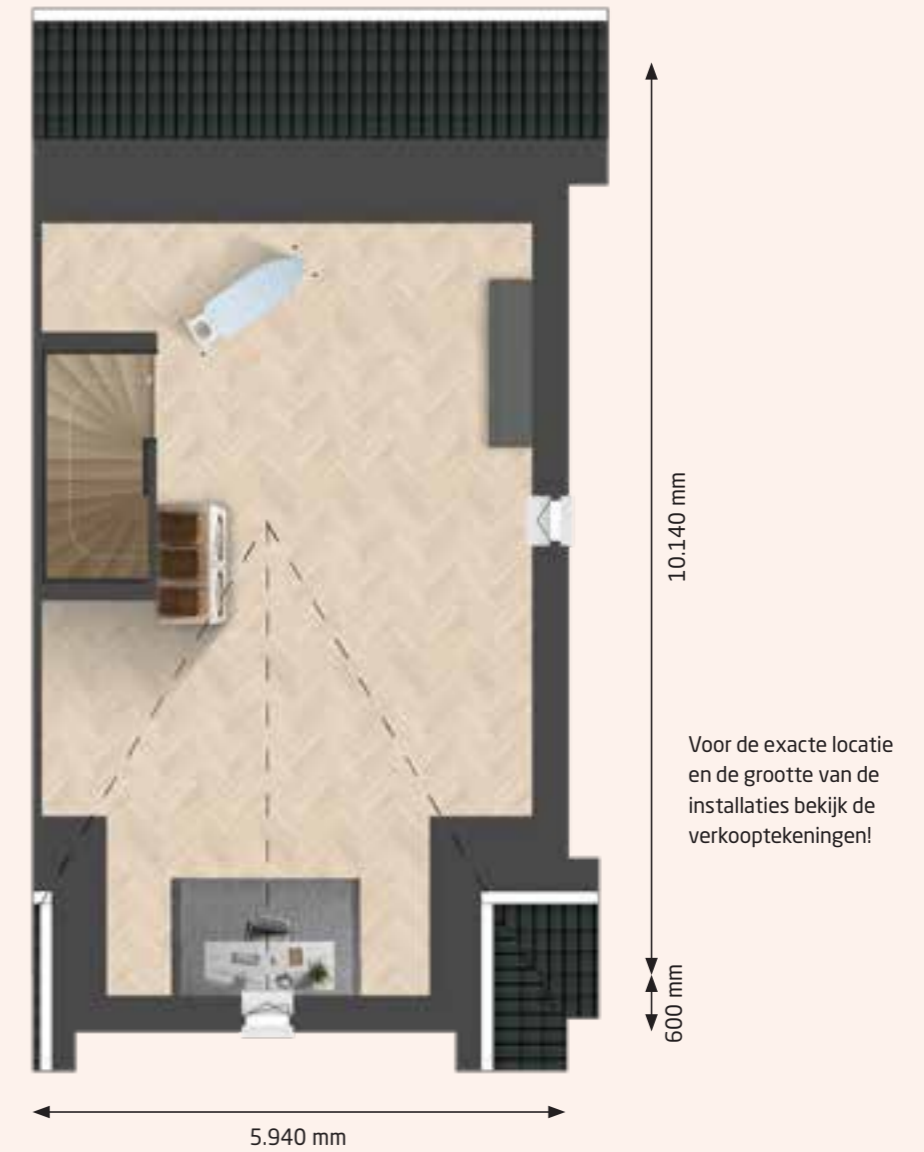 10.140 mm
Voor de exacte locatie
en de grootte van de
installaties bekijk de
verkooptekeningen!
600 mm
5.940 mm